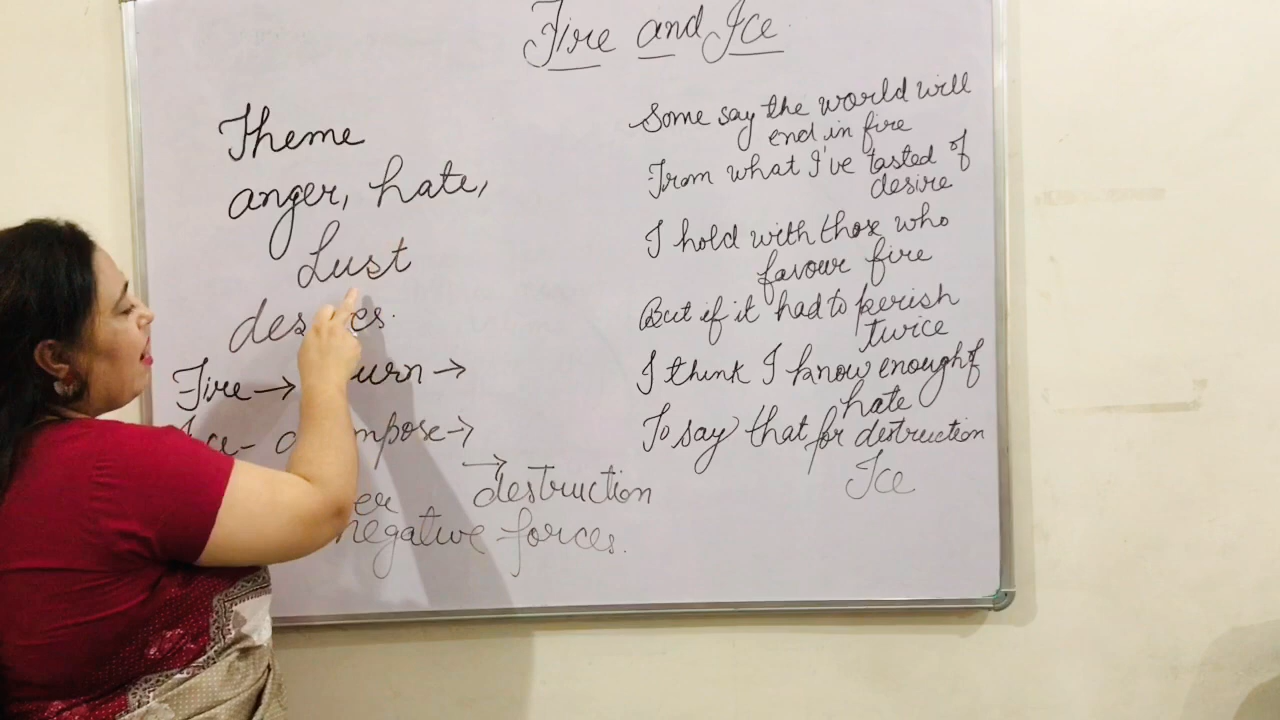 Fire and Ice
Theme
anger, hate,
Lust
Fire →
→
→
→ destruction
negative forces.
Some say the world will
end in fire
From what I've tasted of
desire
I hold with those who
favour fire
But if it had to perish
twice
I think I know enough of
hate
To say that for destruction
Ice